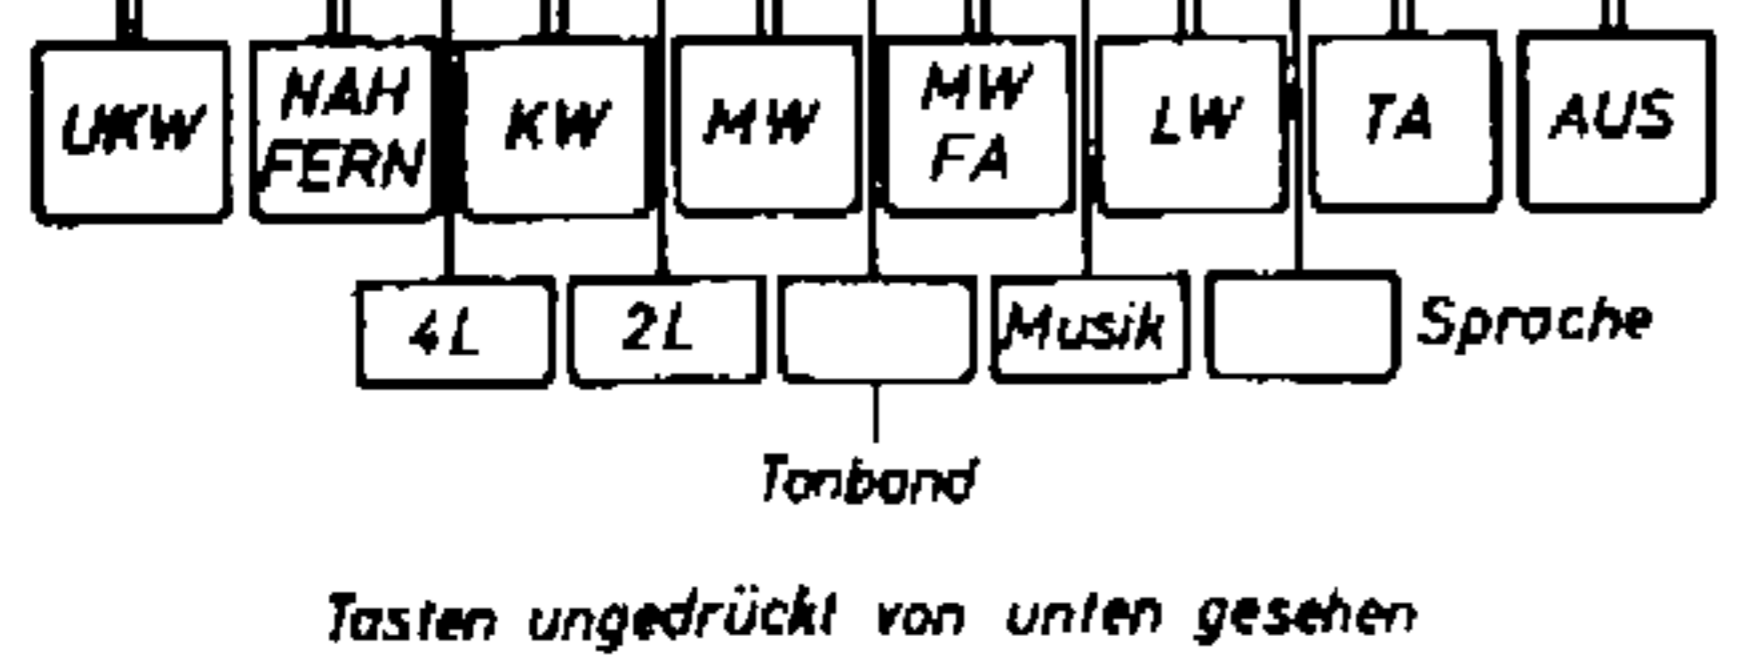 UKW
NAH
FERN
KW
MW
MW
FA
LW
TA
AUS
4L
2L
Musik
Sprache
Tonband
Tasten ungedrückt von unten gesehen